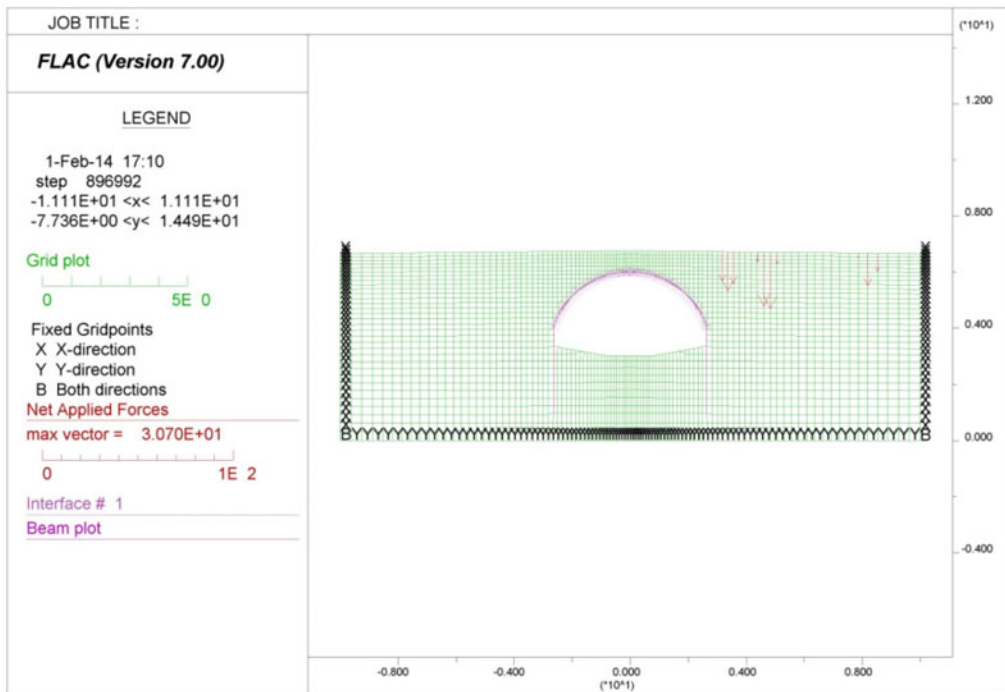 JOB TITLE :
FLAC (Version 7.00)
LEGEND
1-Feb-14 17:10
step 896992
-1.111E+01 <x< 1.111E+01
-7.736E+00 <y< 1.449E+01
Grid plot
0 5E 0
Fixed Gridpoints
X X-direction
Y Y-direction
B Both directions
Net Applied Forces
max vector = 3.070E+01
0 1E 2
Interface # 1
Beam plot
(*10^1)
1.200
0.800
0.400
0.000
-0.400
B B
-0.800 -0.400 0.000 0.400 0.800
(*10^1)